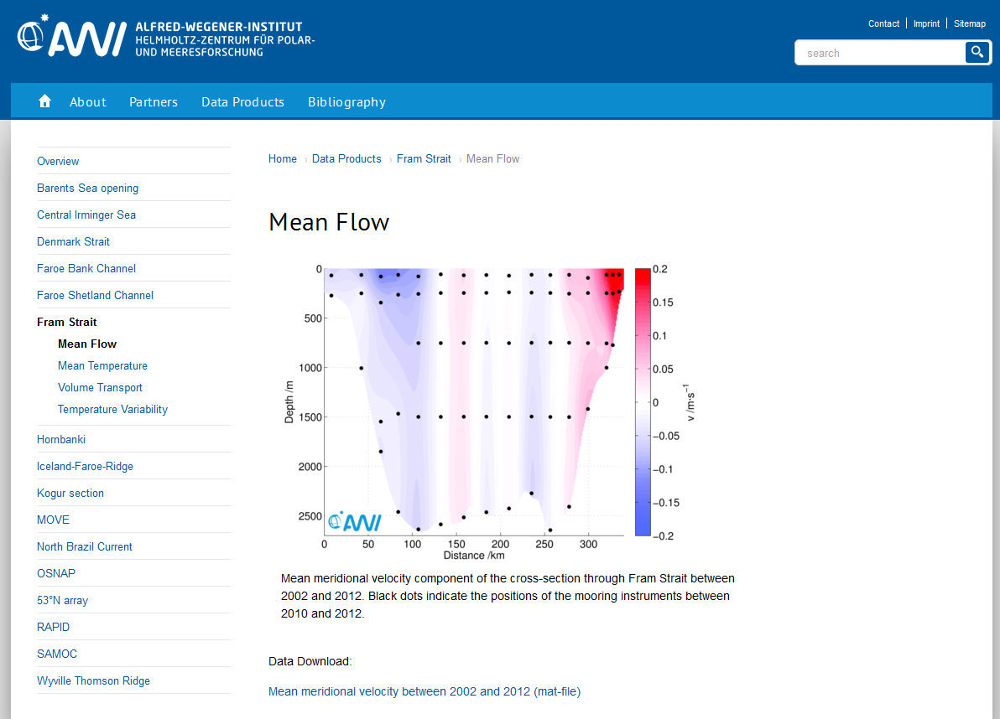 AWI
ALFRED-WEGENER-INSTITUT
HELMHOLTZ-ZENTRUM FÜR POLAR-
UND MEERESFORSCHUNG
Contact | Imprint | Sitemap
search
About Partners Data Products Bibliography
Overview
Barents Sea opening
Central Irminger Sea
Denmark Strait
Faroe Bank Channel
Faroe Shetland Channel
Fram Strait
Mean Flow
Mean Temperature
Volume Transport
Temperature Variability
Hornbanki
Iceland-Faroe-Ridge
Kogur section
MOVE
North Brazil Current
OSNAP
53°N array
RAPID
SAMOC
Wyville Thomson Ridge
Home › Data Products › Fram Strait › Mean Flow
Mean Flow
0
500
1000
1500
2000
2500
Depth /m
AWI
0 50 100 150 200 250 300
Distance /km
0.2
0.15
0.1
0.05
0
−0.05
−0.1
−0.15
−0.2
v /m·s⁻¹
Mean meridional velocity component of the cross-section through Fram Strait between
2002 and 2012. Black dots indicate the positions of the mooring instruments between
2010 and 2012.
Data Download:
Mean meridional velocity between 2002 and 2012 (mat-file)